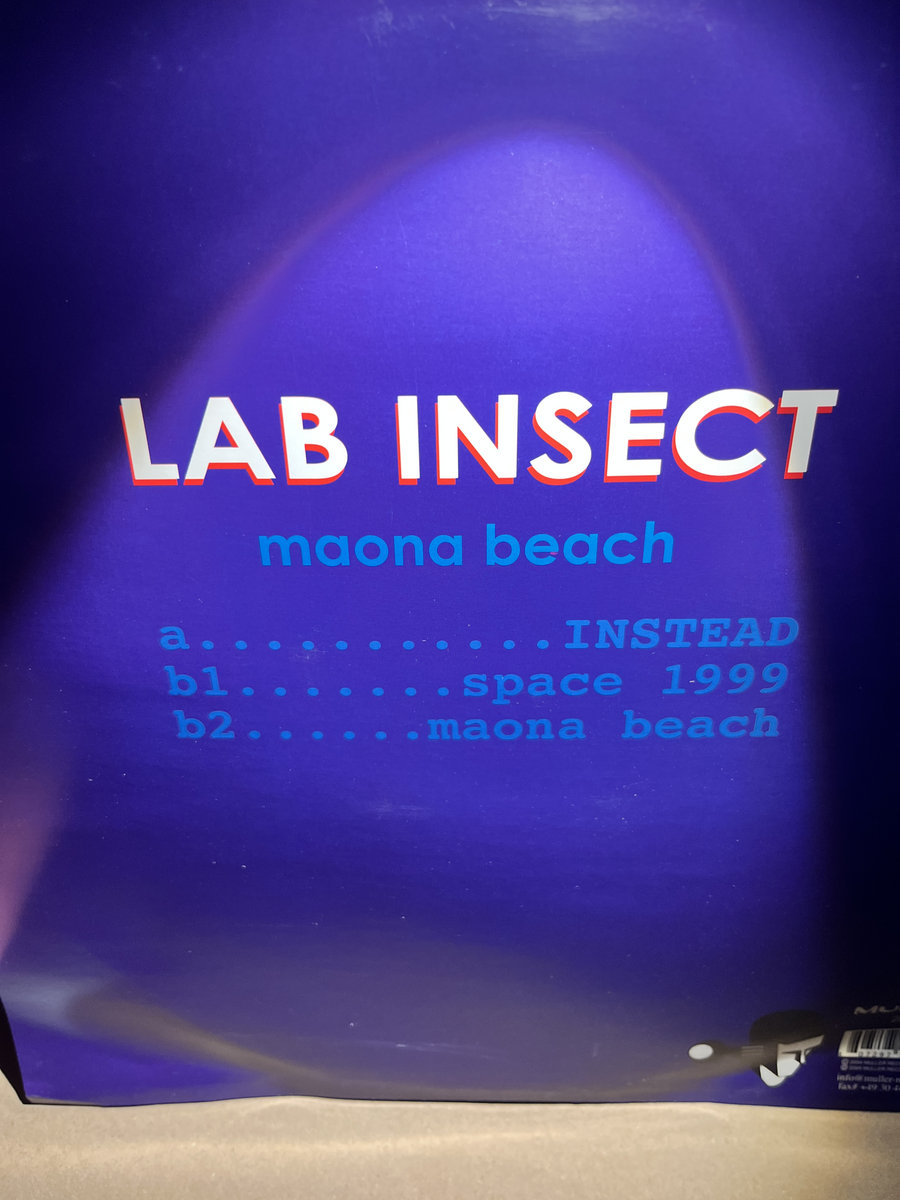 LAB INSECT
maona beach
a............INSTEAD
b1.......space 1999
b2......maona beach